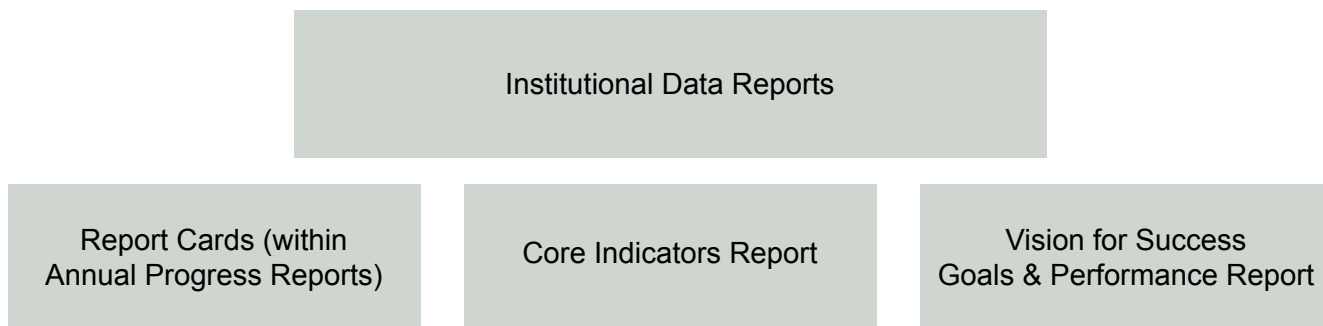 Institutional Data Reports
Report Cards (within
Annual Progress Reports)
Core Indicators Report
Vision for Success
Goals & Performance Report